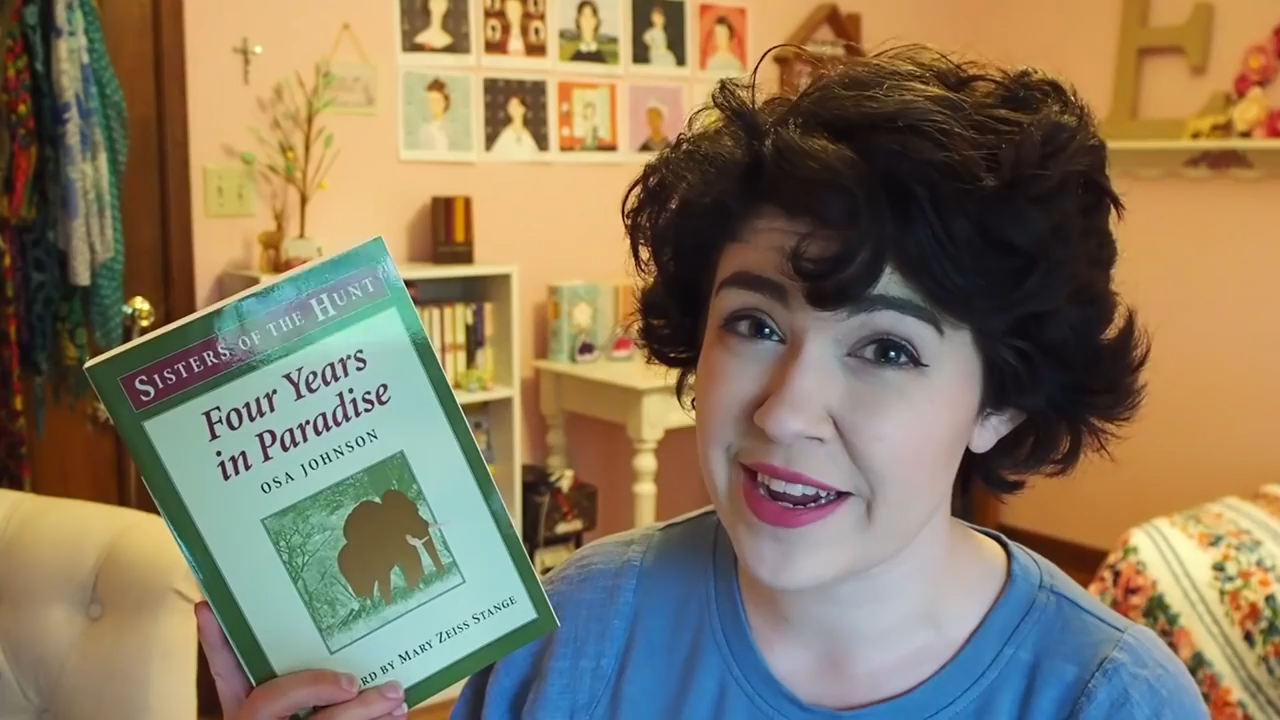 SISTERS OF THE HUNT
Four Years
in Paradise
OSA JOHNSON
RD BY MARY ZEISS STANGE
E